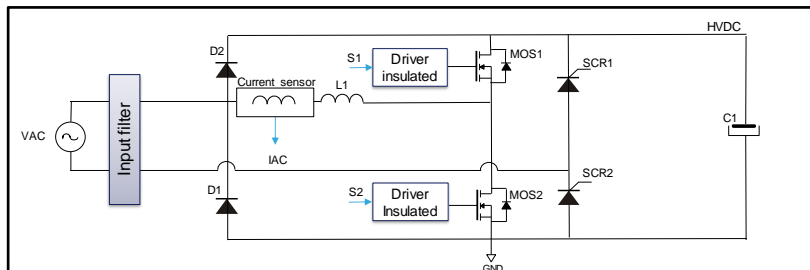 HVDC
D2
S1
Driver
insulated
MOS1
SCR1
Current sensor
L1
Input filter
VAC
IAC
C1
D1
S2
Driver
Insulated
MOS2
SCR2
GND